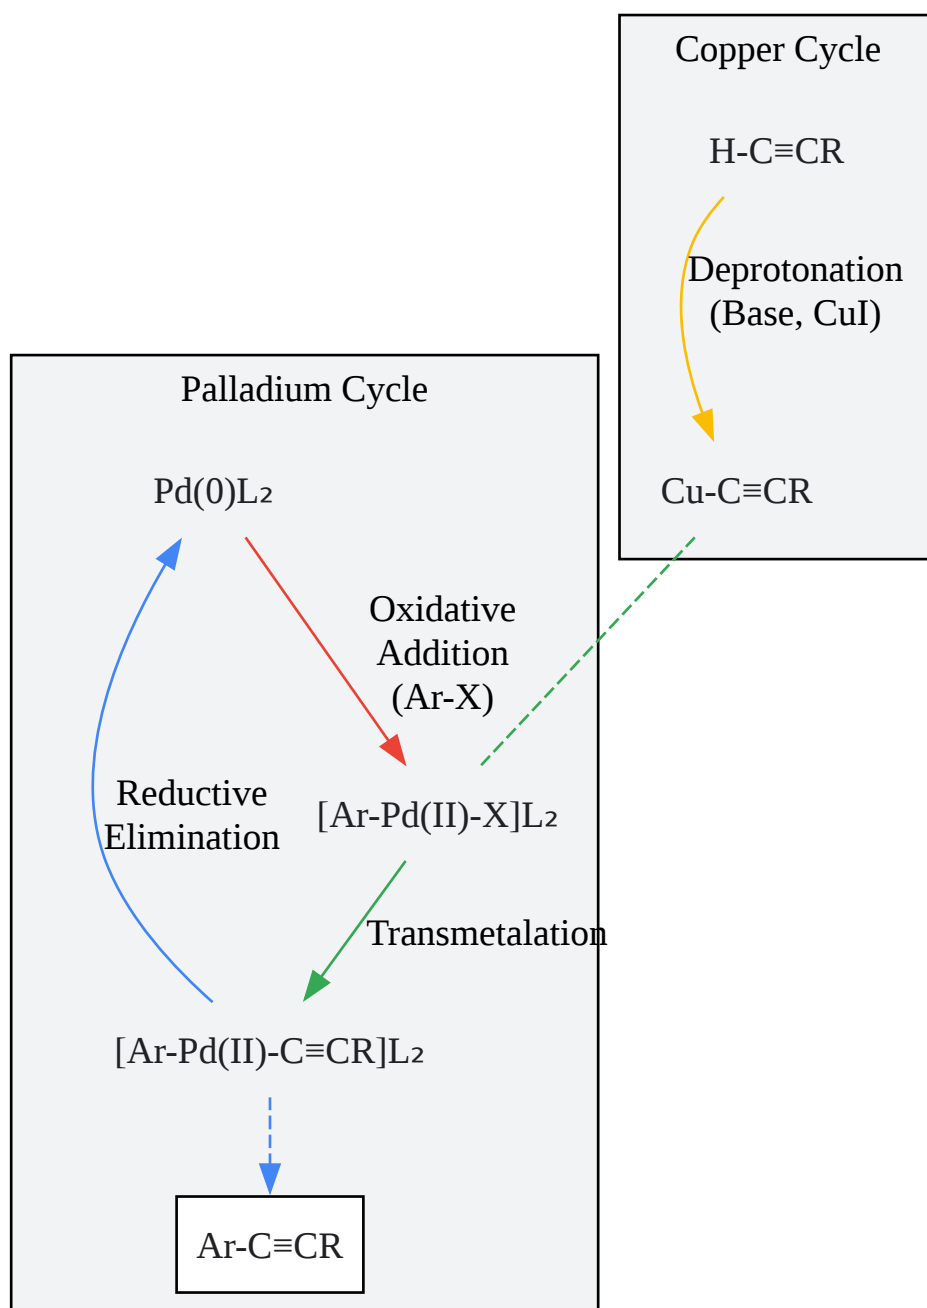 Copper Cycle
H-C≡CR
Deprotonation
(Base, CuI)
Cu-C≡CR
Palladium Cycle
Pd(0)L₂
Oxidative
Addition
(Ar-X)
Reductive
Elimination
[Ar-Pd(II)-X]L₂
Transmetalation
[Ar-Pd(II)-C≡CR]L₂
Ar-C≡CR